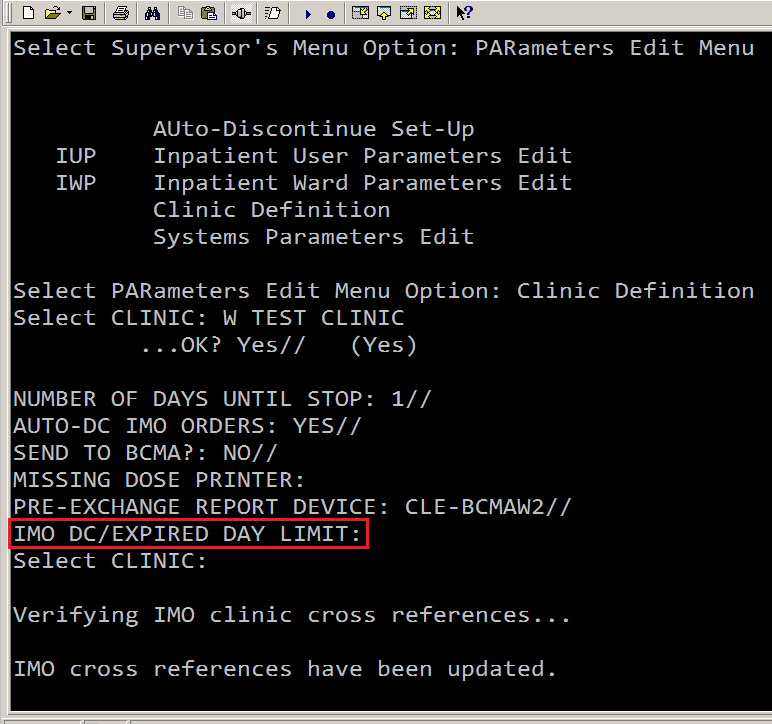 Select Supervisor's Menu Option: PARameters Edit Menu
AUto-Discontinue Set-Up
IUP Inpatient User Parameters Edit
IWP Inpatient Ward Parameters Edit
Clinic Definition
Systems Parameters Edit
Select PARameters Edit Menu Option: Clinic Definition
Select CLINIC: W TEST CLINIC
...OK? Yes// (Yes)
NUMBER OF DAYS UNTIL STOP: 1//
AUTO-DC IMO ORDERS: YES//
SEND TO BCMA?: NO//
MISSING DOSE PRINTER:
PRE-EXCHANGE REPORT DEVICE: CLE-BCMAW2//
IMO DC/EXPIRED DAY LIMIT:
Select CLINIC:
Verifying IMO clinic cross references...
IMO cross references have been updated.